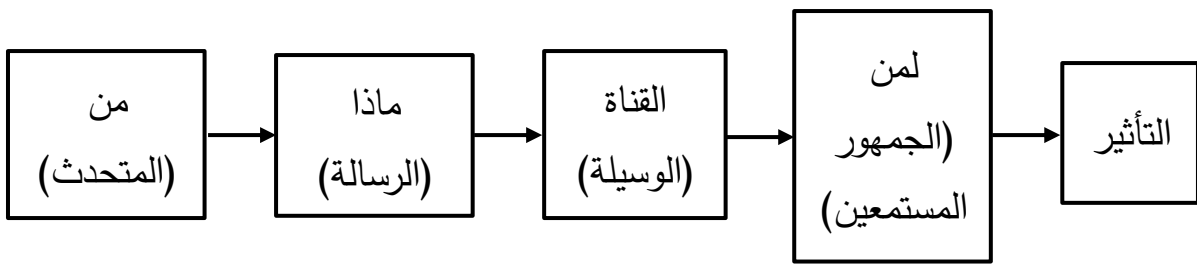 من
(المتحدث)
ماذا
(الرسالة)
القناة
(الوسيلة)
لمن
(الجمهور
المستمعين)
التأثير